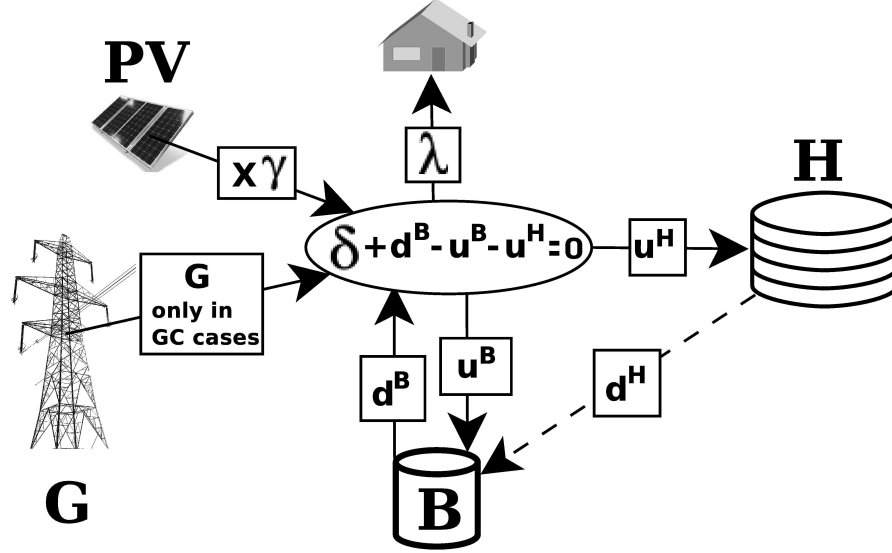 PV
λ
H
xγ
δ+dᴮ-uᴮ-uᴴ=0
uᴴ
G
only in
GC cases
uᴮ
dᴮ
dᴴ
G
B